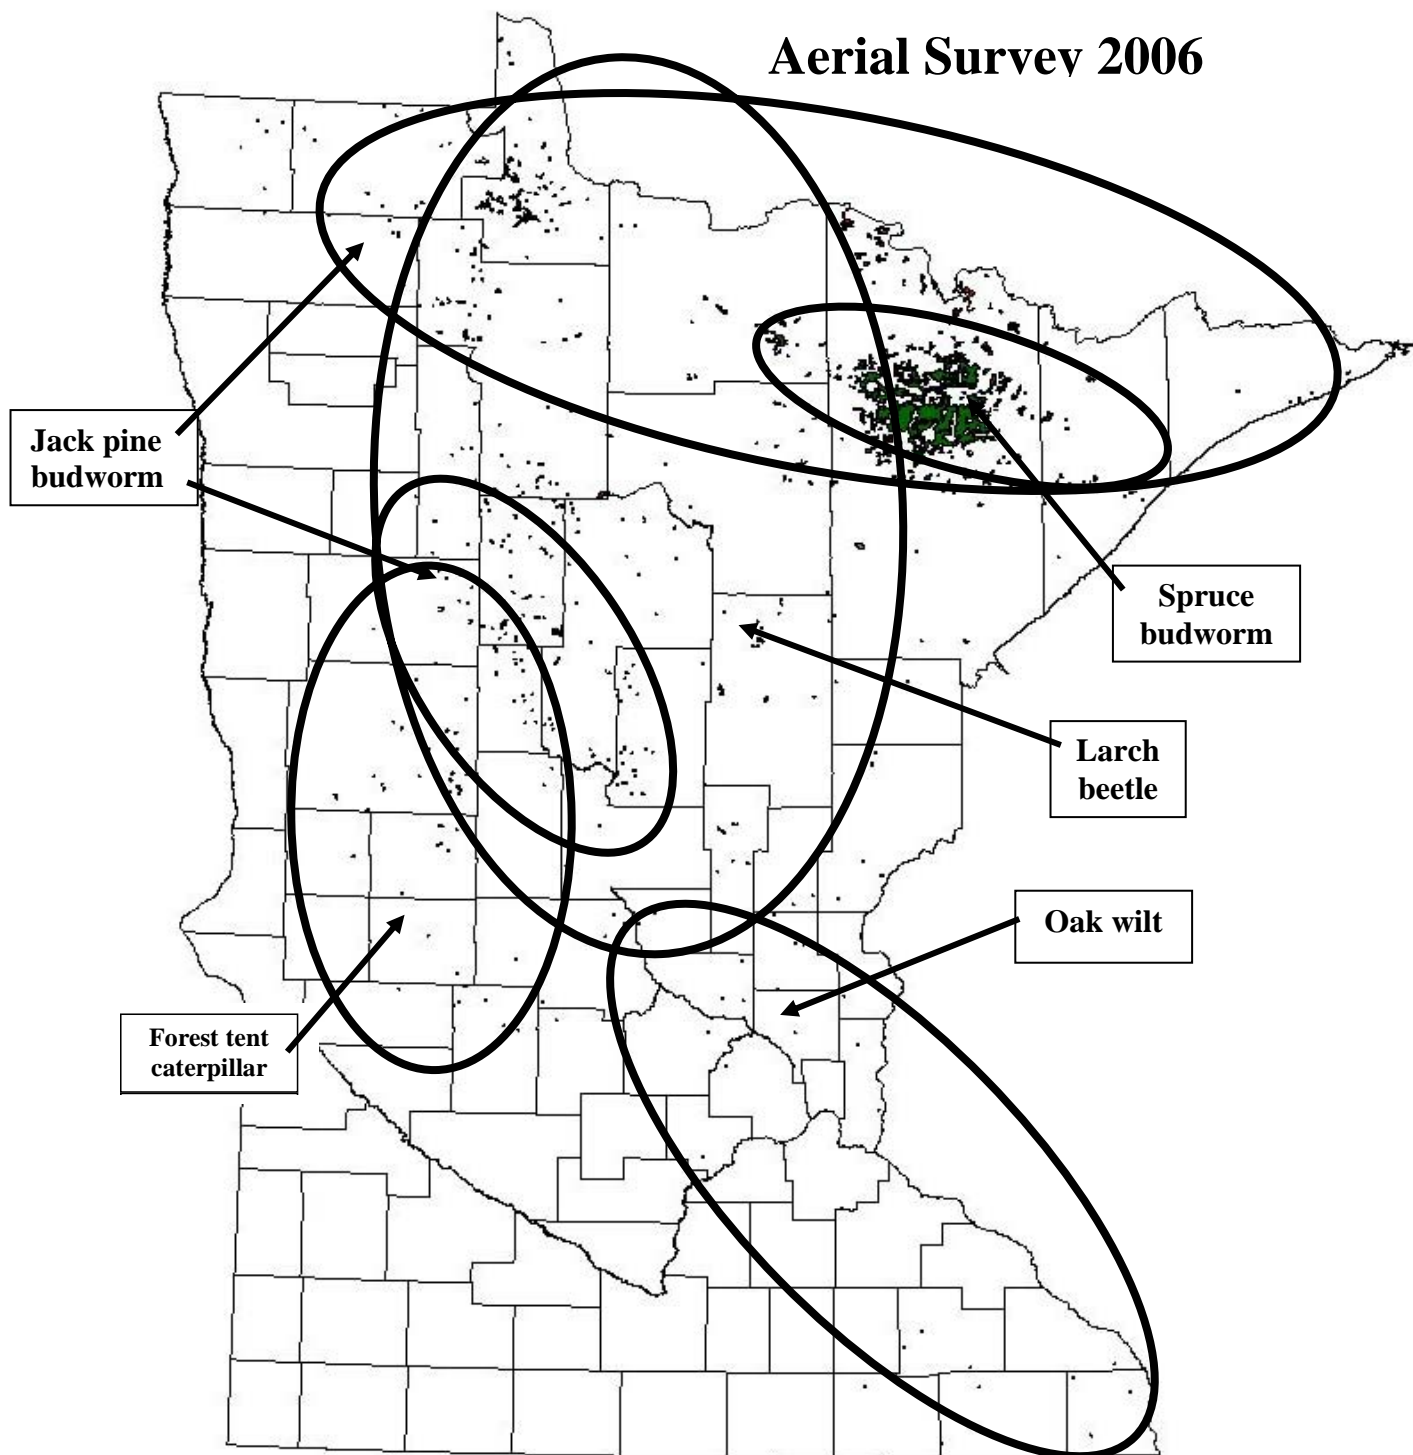 Aerial Survey 2006
Jack pine
budworm
Spruce
budworm
Larch
beetle
Oak wilt
Forest tent
caterpillar